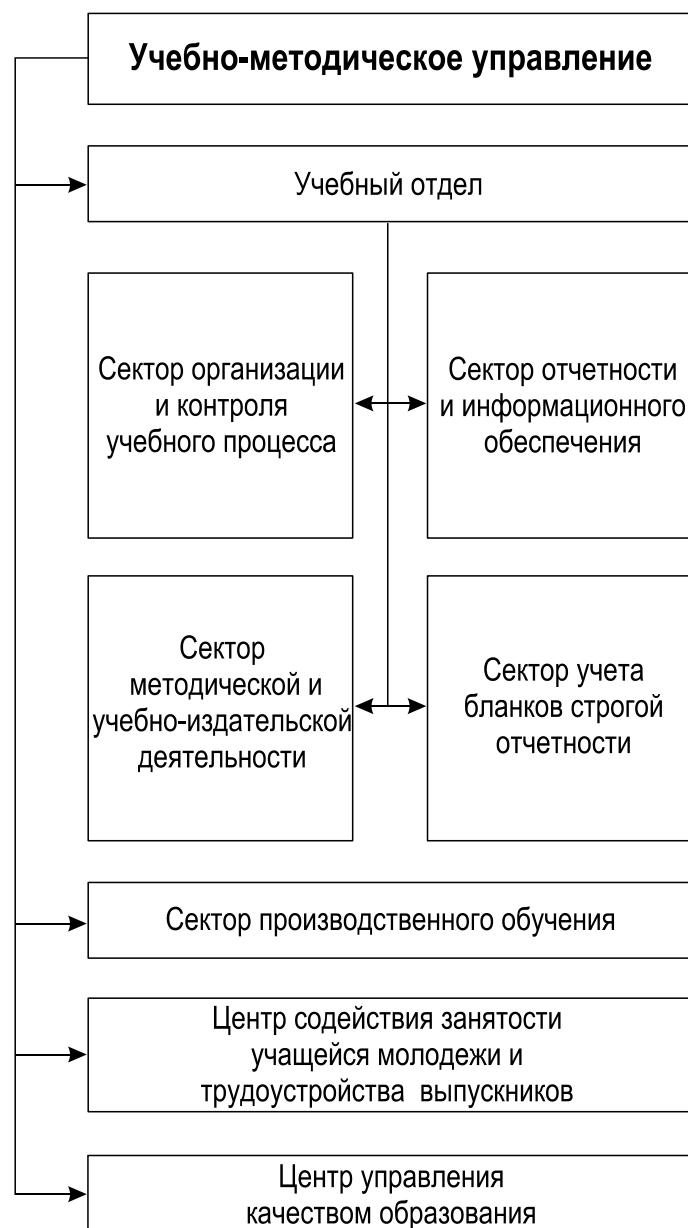 Учебно-методическое управление
Учебный отдел
Сектор организации
и контроля
учебного процесса
Сектор отчетности
и информационного
обеспечения
Сектор
методической и
учебно-издательской
деятельности
Сектор учета
бланков строгой
отчетности
Сектор производственного обучения
Центр содействия занятости
учащейся молодежи и
трудоустройства выпускников
Центр управления
качеством образования